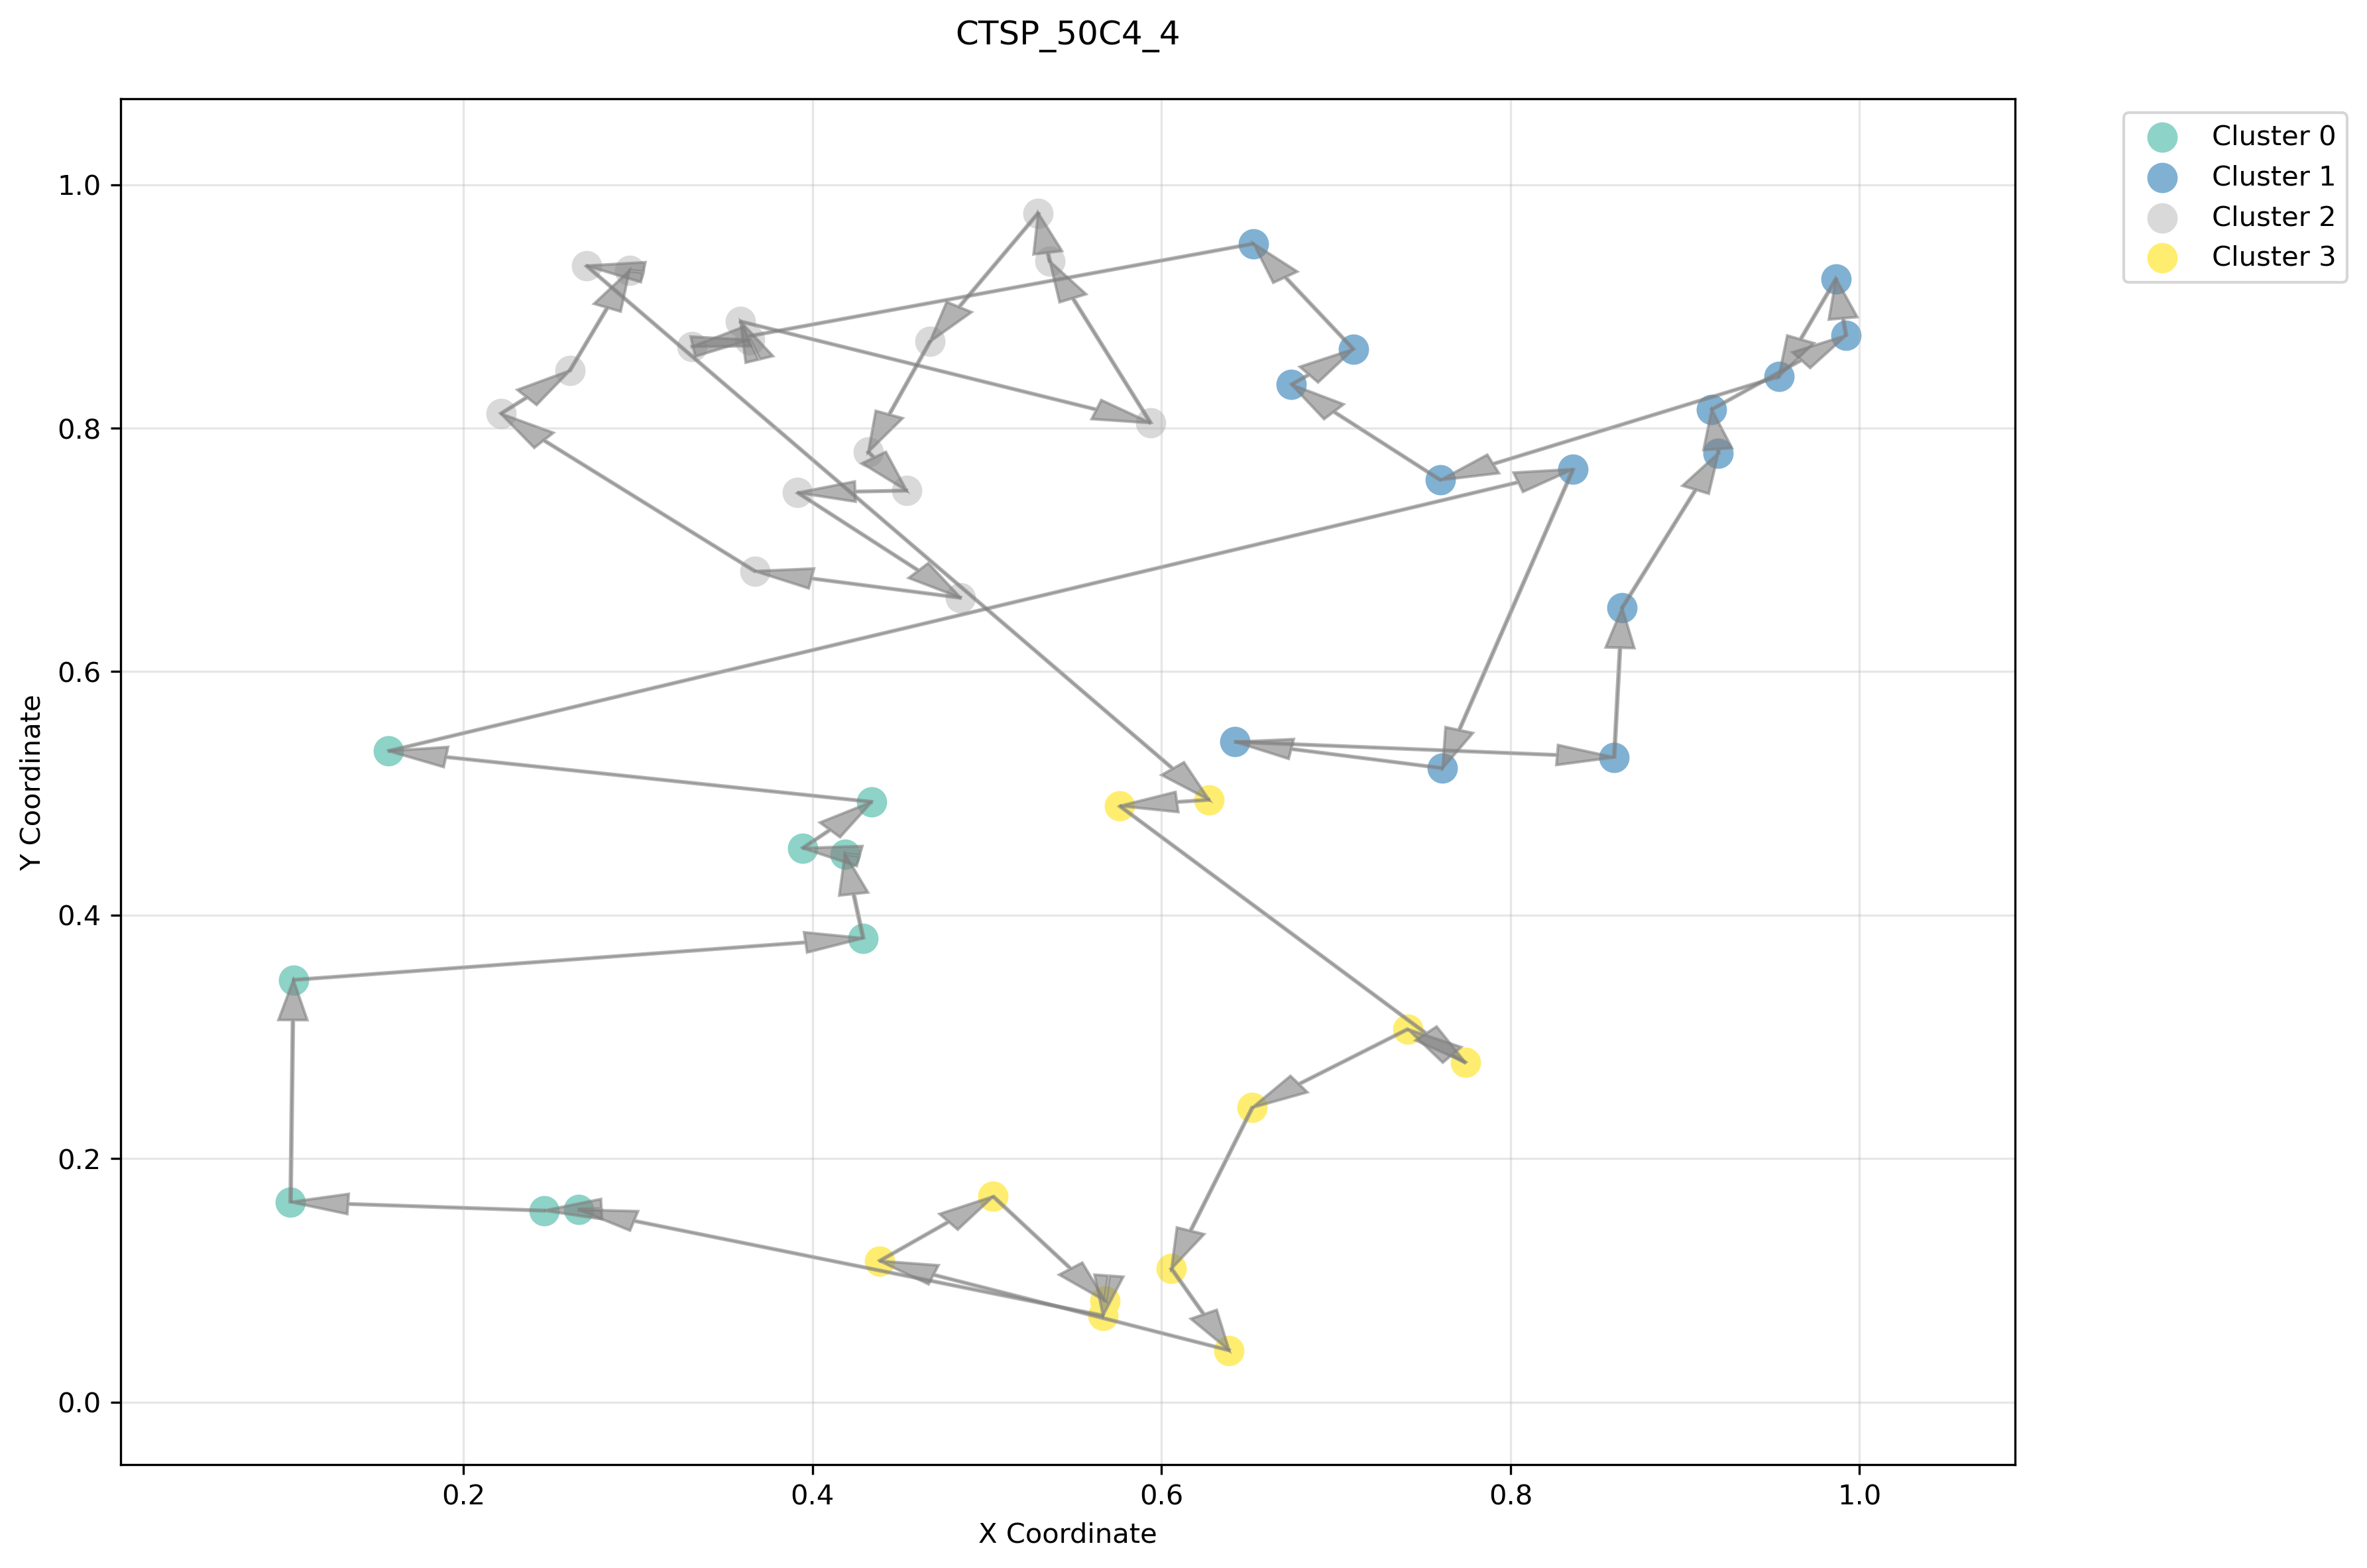 CTSP_50C4_4
Cluster 0
Cluster 1
Cluster 2
Cluster 3
Y Coordinate
1.0
0.8
0.6
0.4
0.2
0.0
0.2 0.4 0.6 0.8 1.0
X Coordinate